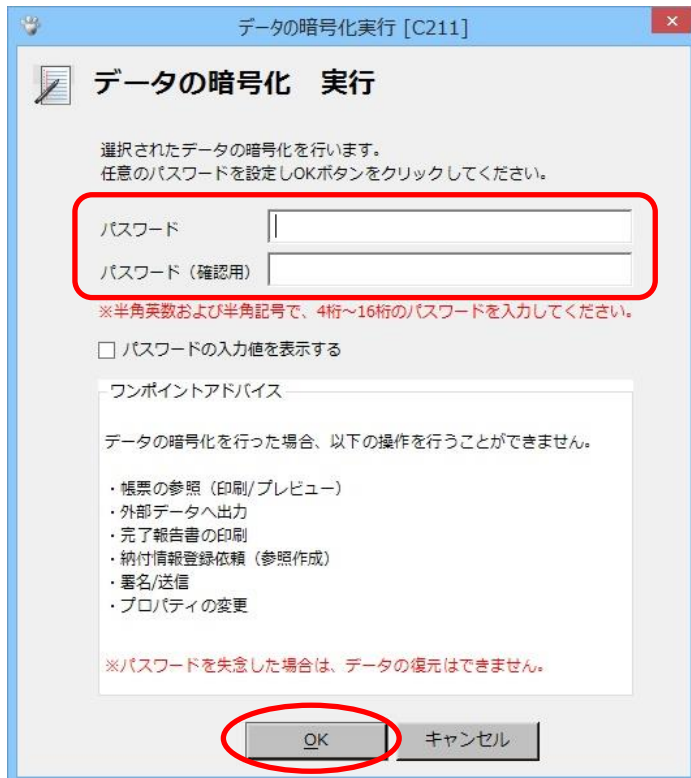 データの暗号化実行 [C211]
データの暗号化　実行
選択されたデータの暗号化を行います。
任意のパスワードを設定しOKボタンをクリックしてください。
パスワード
パスワード（確認用）
※半角英数および半角記号で、4桁～16桁のパスワードを入力してください。
パスワードの入力値を表示する
ワンポイントアドバイス
データの暗号化を行った場合、以下の操作を行うことができません。
・帳票の参照（印刷/プレビュー）
・外部データへ出力
・完了報告書の印刷
・納付情報登録依頼（参照作成）
・署名/送信
・プロパティの変更
※パスワードを失念した場合は、データの復元はできません。
OK キャンセル